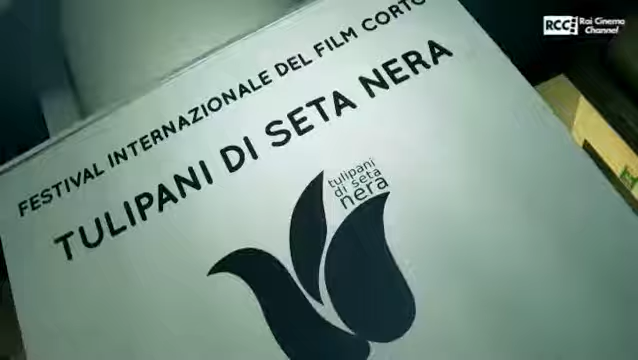 FESTIVAL INTERNAZIONALE DEL FILM CORTO
TULIPANI DI SETA NERA
tulipani
di seta
nera
RCC Rai Cinema
Channel